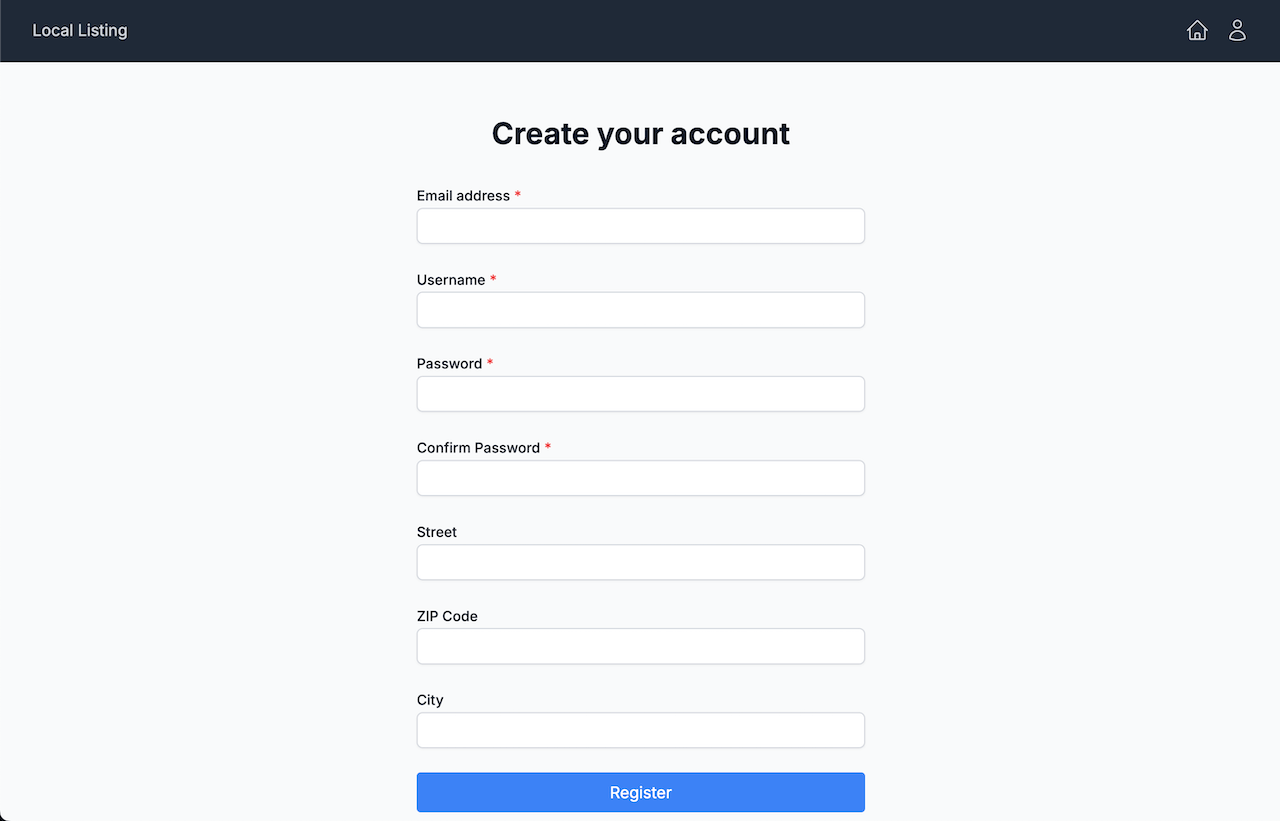 Local Listing
Create your account
Email address *
Username *
Password *
Confirm Password *
Street
ZIP Code
City
Register